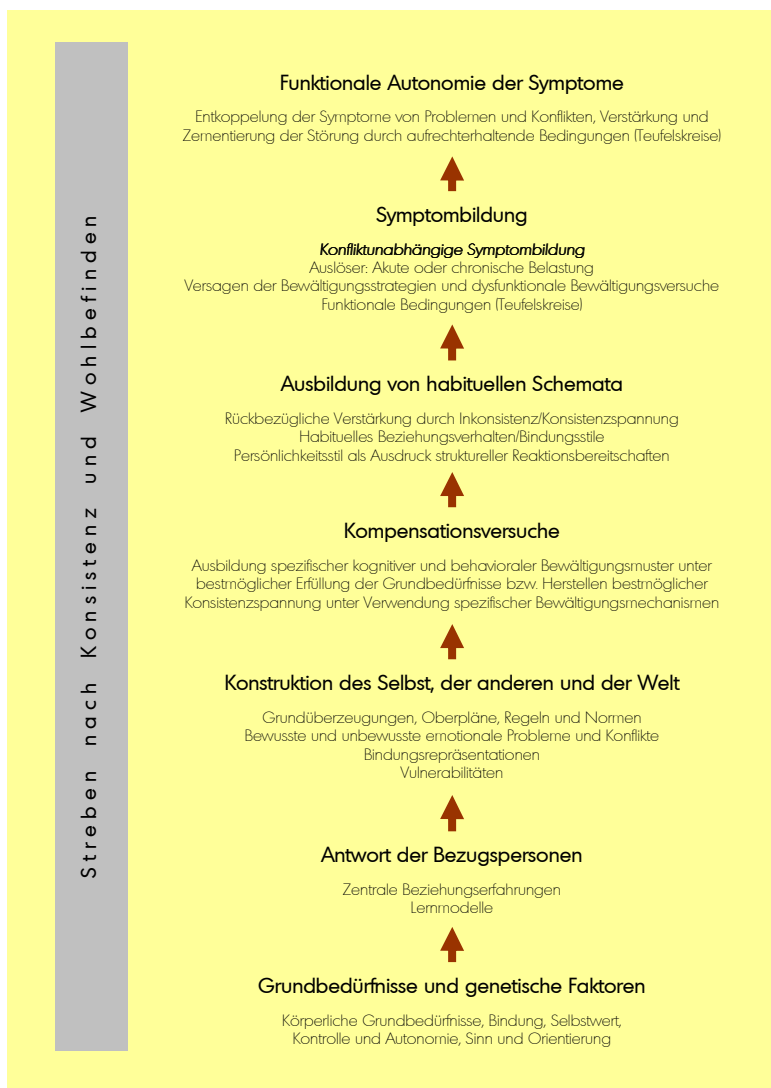 Streben nach Konsistenz und Wohlbefinden
Funktionale Autonomie der Symptome
Entkoppelung der Symptome von Problemen und Konflikten, Verstärkung und
Zementierung der Störung durch aufrechterhaltende Bedingungen (Teufelskreise)
Symptombildung
Konfliktunabhängige Symptombildung
Auslöser: Akute oder chronische Belastung
Versagen der Bewältigungsstrategien und dysfunktionale Bewältigungsversuche
Funktionale Bedingungen (Teufelskreise)
Ausbildung von habituellen Schemata
Rückbezügliche Verstärkung durch Inkonsistenz/Konsistenzspannung
Habituelles Beziehungsverhalten/Bindungsstile
Persönlichkeitsstil als Ausdruck struktureller Reaktionsbereitschaften
Kompensationsversuche
Ausbildung spezifischer kognitiver und behavioraler Bewältigungsmuster unter
bestmöglicher Erfüllung der Grundbedürfnisse bzw. Herstellen bestmöglicher
Konsistenzspannung unter Verwendung spezifischer Bewältigungsmechanismen
Konstruktion des Selbst, der anderen und der Welt
Grundüberzeugungen, Oberpläne, Regeln und Normen
Bewusste und unbewusste emotionale Probleme und Konflikte
Bindungsrepräsentationen
Vulnerabilitäten
Antwort der Bezugspersonen
Zentrale Beziehungserfahrungen
Lernmodelle
Grundbedürfnisse und genetische Faktoren
Körperliche Grundbedürfnisse, Bindung, Selbstwert,
Kontrolle und Autonomie, Sinn und Orientierung